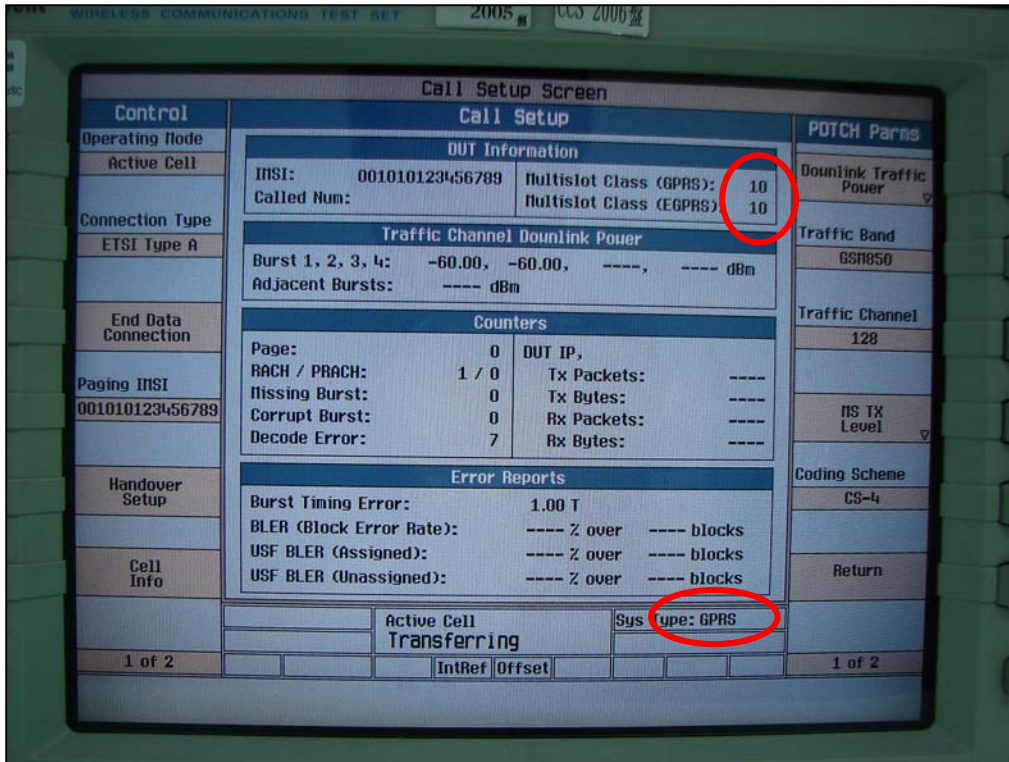 WIRELESS COMMUNICATIONS TEST SET
2005
CCS 2006
Call Setup Screen
Control
Operating Mode
Active Cell
Connection Type
ETSI Type A
End Data
Connection
Paging IMSI
001010123456789
Handover
Setup
Cell
Info
1 of 2
Call Setup
DUT Information
IMSI: 001010123456789
Called Num:
Multislot Class (GPRS): 10
Multislot Class (EGPRS): 10
Traffic Channel Downlink Power
Burst 1, 2, 3, 4: -60.00, -60.00, ----, ---- dBm
Adjacent Bursts: ---- dBm
Counters
Page: 0
RACH / PRACH: 1 / 0
Missing Burst: 0
Corrupt Burst: 0
Decode Error: 7
DUT IP,
Tx Packets: ----
Tx Bytes: ----
Rx Packets: ----
Rx Bytes: ----
Error Reports
Burst Timing Error: 1.00 T
BLER (Block Error Rate): ---- % over ---- blocks
USF BLER (Assigned): ---- % over ---- blocks
USF BLER (Unassigned): ---- % over ---- blocks
Active Cell
Transferring
Sys Type: GPRS
IntRef Offset
PDTCH Parms
Downlink Traffic
Power
Traffic Band
GSM850
Traffic Channel
128
MS TX
Level
Coding Scheme
CS-4
Return
1 of 2